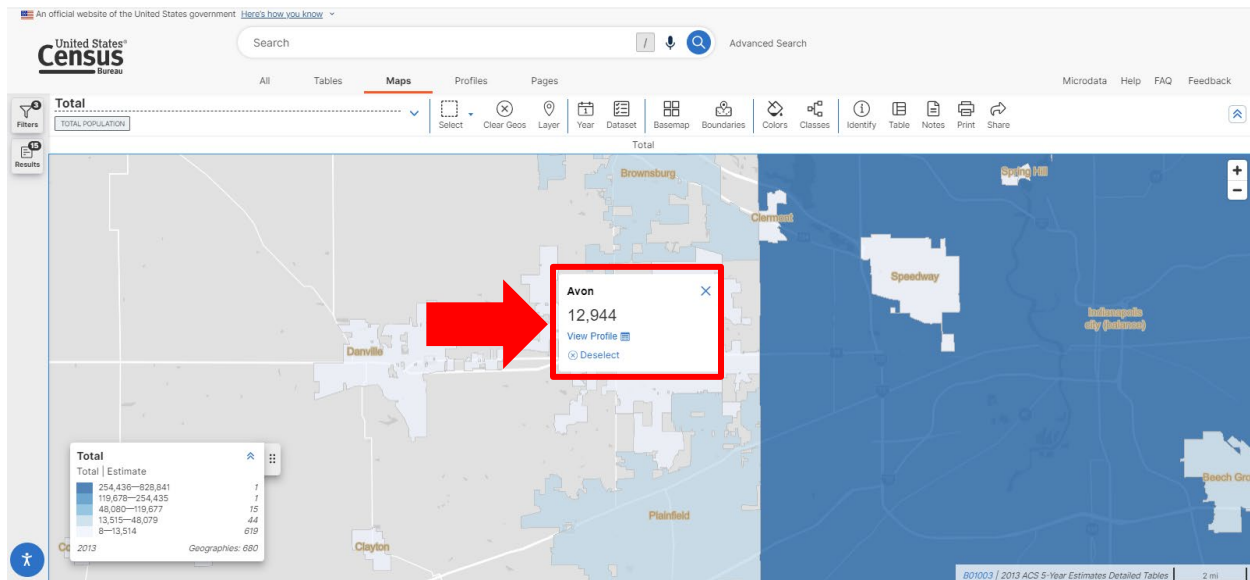 An official website of the United States government Here's how you know
United States®
Census
Bureau
Search
/
Advanced Search
All Tables Maps Profiles Pages
Microdata Help FAQ Feedback
3
Filters
15
Results
Total
TOTAL POPULATION
Select Clear Geos Layer Year Dataset Basemap Boundaries Colors Classes Identify Table Notes Print Share
Total
Brownsburg
Clermont
Spring Hill
+
−
Speedway
Indianapolis
city (balance)
Avon
12,944
View Profile
Deselect
Danville
Total
Total | Estimate
254,436—828,841 1
119,678—254,435 1
48,080—119,677 15
13,515—48,079 44
8—13,514 619
2013 Geographies: 680
Clayton
Plainfield
Beech Gro
B01003 | 2013 ACS 5-Year Estimates Detailed Tables
2 mi